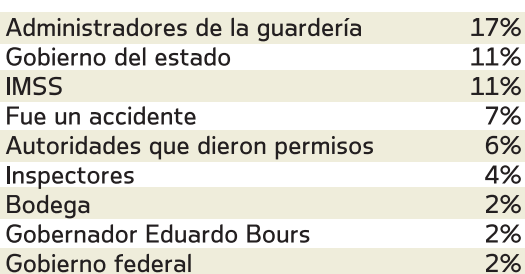 Administradores de la guardería 17%
Gobierno del estado 11%
IMSS 11%
Fue un accidente 7%
Autoridades que dieron permisos 6%
Inspectores 4%
Bodega 2%
Gobernador Eduardo Bours 2%
Gobierno federal 2%